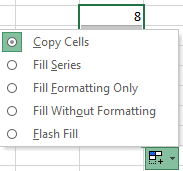 8
Copy Cells
Fill Series
Fill Formatting Only
Fill Without Formatting
Flash Fill